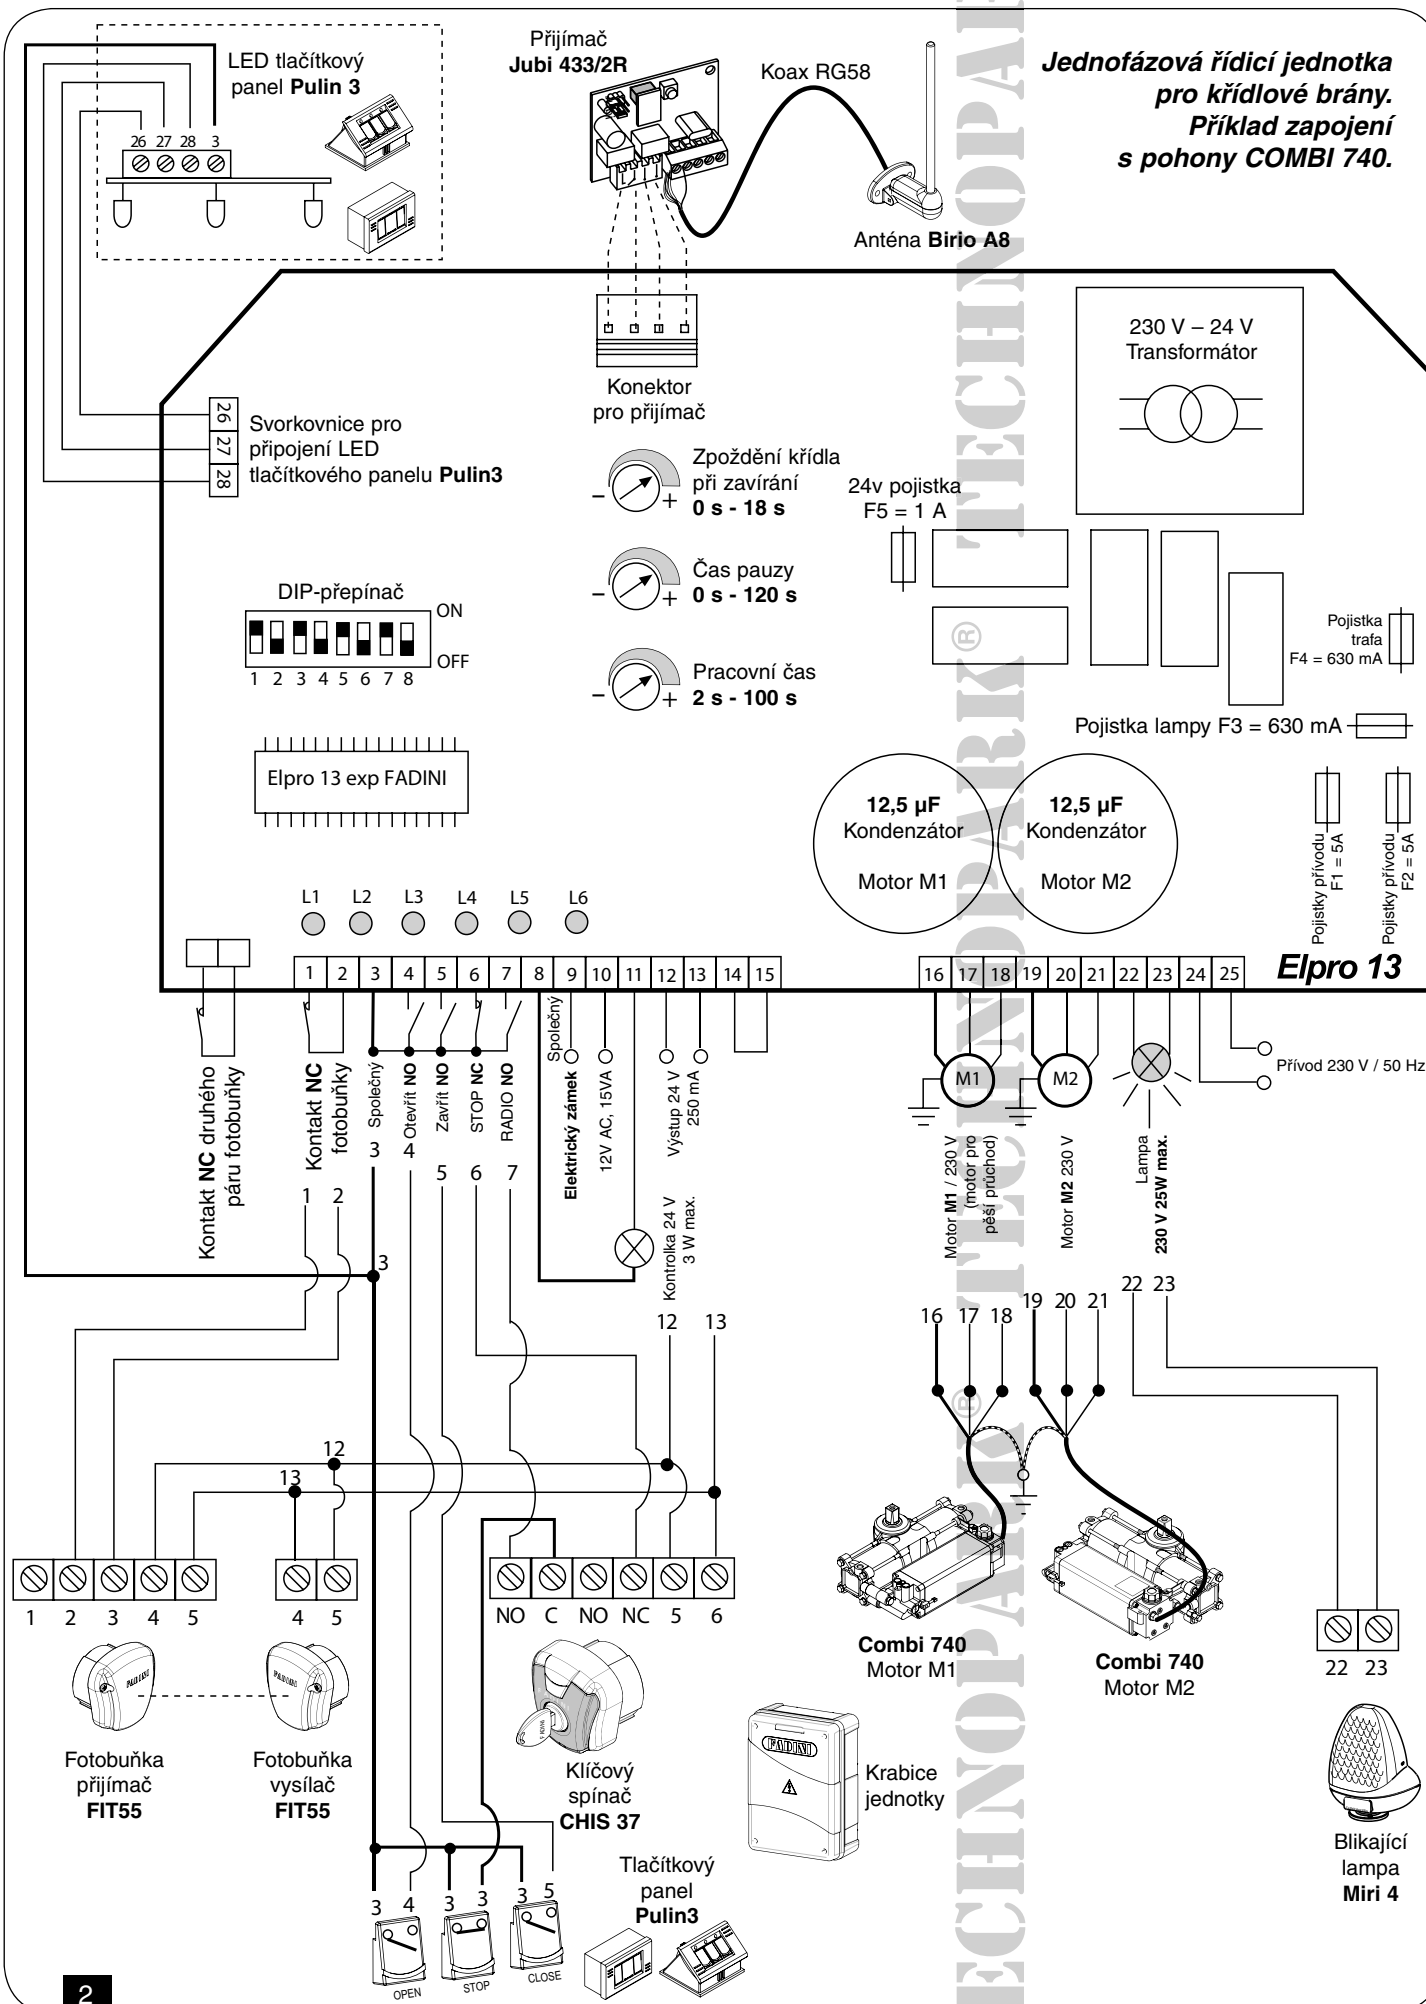 LED tlačítkový
panel Pulin 3
26 27 28 3
Přijímač
Jubi 433/2R
Koax RG58
Anténa Birio A8
Jednofázová řídicí jednotka
pro křídlové brány.
Příklad zapojení
s pohony COMBI 740.
230 V – 24 V
Transformátor
Konektor
pro přijímač
26
27
28
Svorkovnice pro
připojení LED
tlačítkového panelu Pulin3
Zpoždění křídla
při zavírání
0 s - 18 s
– +
24v pojistka
F5 = 1 A
Čas pauzy
0 s - 120 s
– +
DIP-přepínač
ON
OFF
1 2 3 4 5 6 7 8
Pracovní čas
2 s - 100 s
– +
Pojistka
trafa
F4 = 630 mA
Pojistka lampy F3 = 630 mA
Elpro 13 exp FADINI
12,5 µF
Kondenzátor
Motor M1
12,5 µF
Kondenzátor
Motor M2
Pojistky přívodu
F1 = 5A
Pojistky přívodu
F2 = 5A
L1 L2 L3 L4 L5 L6
1 2 3 4 5 6 7 8 9 10 11 12 13 14 15
16 17 18 19 20 21 22 23 24 25
Elpro 13
Kontakt NC druhého
páru fotobuňky
Kontakt NC
fotobuňky
Společný
Otevřít NO
Zavřít NO
STOP NC
RADIO NO
Společný
Elektrický zámek
12V AC, 15VA
Výstup 24 V
250 mA
Kontrolka 24 V
3 W max.
M1
M2
Přívod 230 V / 50 Hz
Motor M1 / 230 V
(motor pro
pěší průchod)
Motor M2 230 V
Lampa
230 V 25W max.
1 2 3 4 5 6 7
3
12 13
16 17 18 19 20 21 22 23
12
13
1 2 3 4 5
4 5
NO C NO NC 5 6
FADINI
FADINI
FADINI
Fotobuňka
přijímač
FIT55
Fotobuňka
vysílač
FIT55
Klíčový
spínač
CHIS 37
Combi 740
Motor M1
Combi 740
Motor M2
22 23
FADINI
Krabice
jednotky
Blikající
lampa
Miri 4
Tlačítkový
panel
Pulin3
3 4 3 3 3 5
OPEN
STOP
CLOSE
2
TECHNOPARK®
TECHNOPARK®